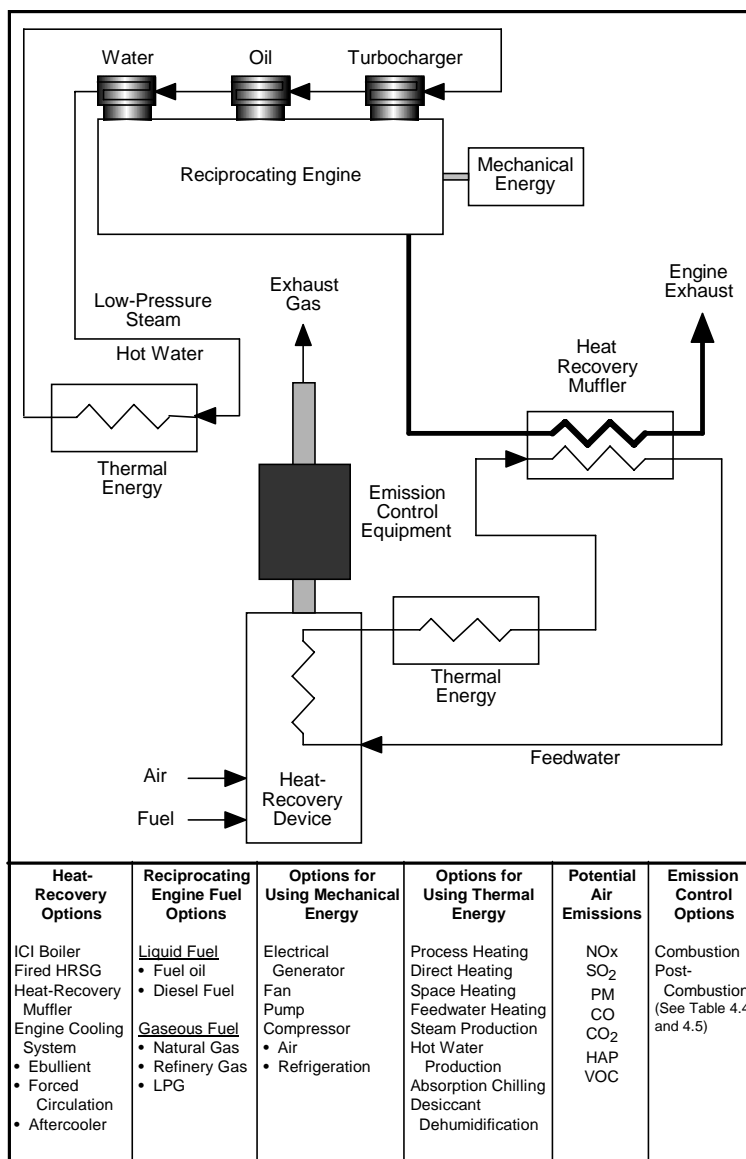 Water
Oil
Turbocharger
Reciprocating Engine
Mechanical
Energy
Low-Pressure
Steam
Hot Water
Thermal
Energy
Exhaust
Gas
Engine
Exhaust
Heat
Recovery
Muffler
Emission
Control
Equipment
Thermal
Energy
Feedwater
Air
Fuel
Heat-
Recovery
Device
Heat-
Recovery
Options
ICI Boiler
Fired HRSG
Heat-Recovery
Muffler
Engine Cooling
System
• Ebullient
• Forced
Circulation
• Aftercooler
Reciprocating
Engine Fuel
Options
Liquid Fuel
• Fuel oil
• Diesel Fuel
Gaseous Fuel
• Natural Gas
• Refinery Gas
• LPG
Options for
Using Mechanical
Energy
Electrical
Generator
Fan
Pump
Compressor
• Air
• Refrigeration
Options for
Using Thermal
Energy
Process Heating
Direct Heating
Space Heating
Feedwater Heating
Steam Production
Hot Water
Production
Absorption Chilling
Desiccant
Dehumidification
Potential
Air
Emissions
NOx
SO2
PM
CO
CO2
HAP
VOC
Emission
Control
Options
Combustion
Post-
Combustion
(See Table 4.4
and 4.5)